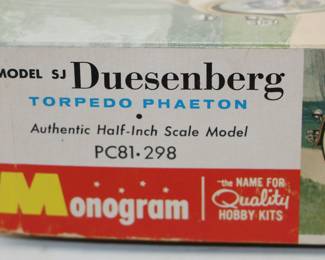 MODEL SJ Duesenberg
TORPEDO PHAETON
•
Authentic Half-Inch Scale Model
PC81•298
Monogram
the NAME FOR
Quality
HOBBY KITS